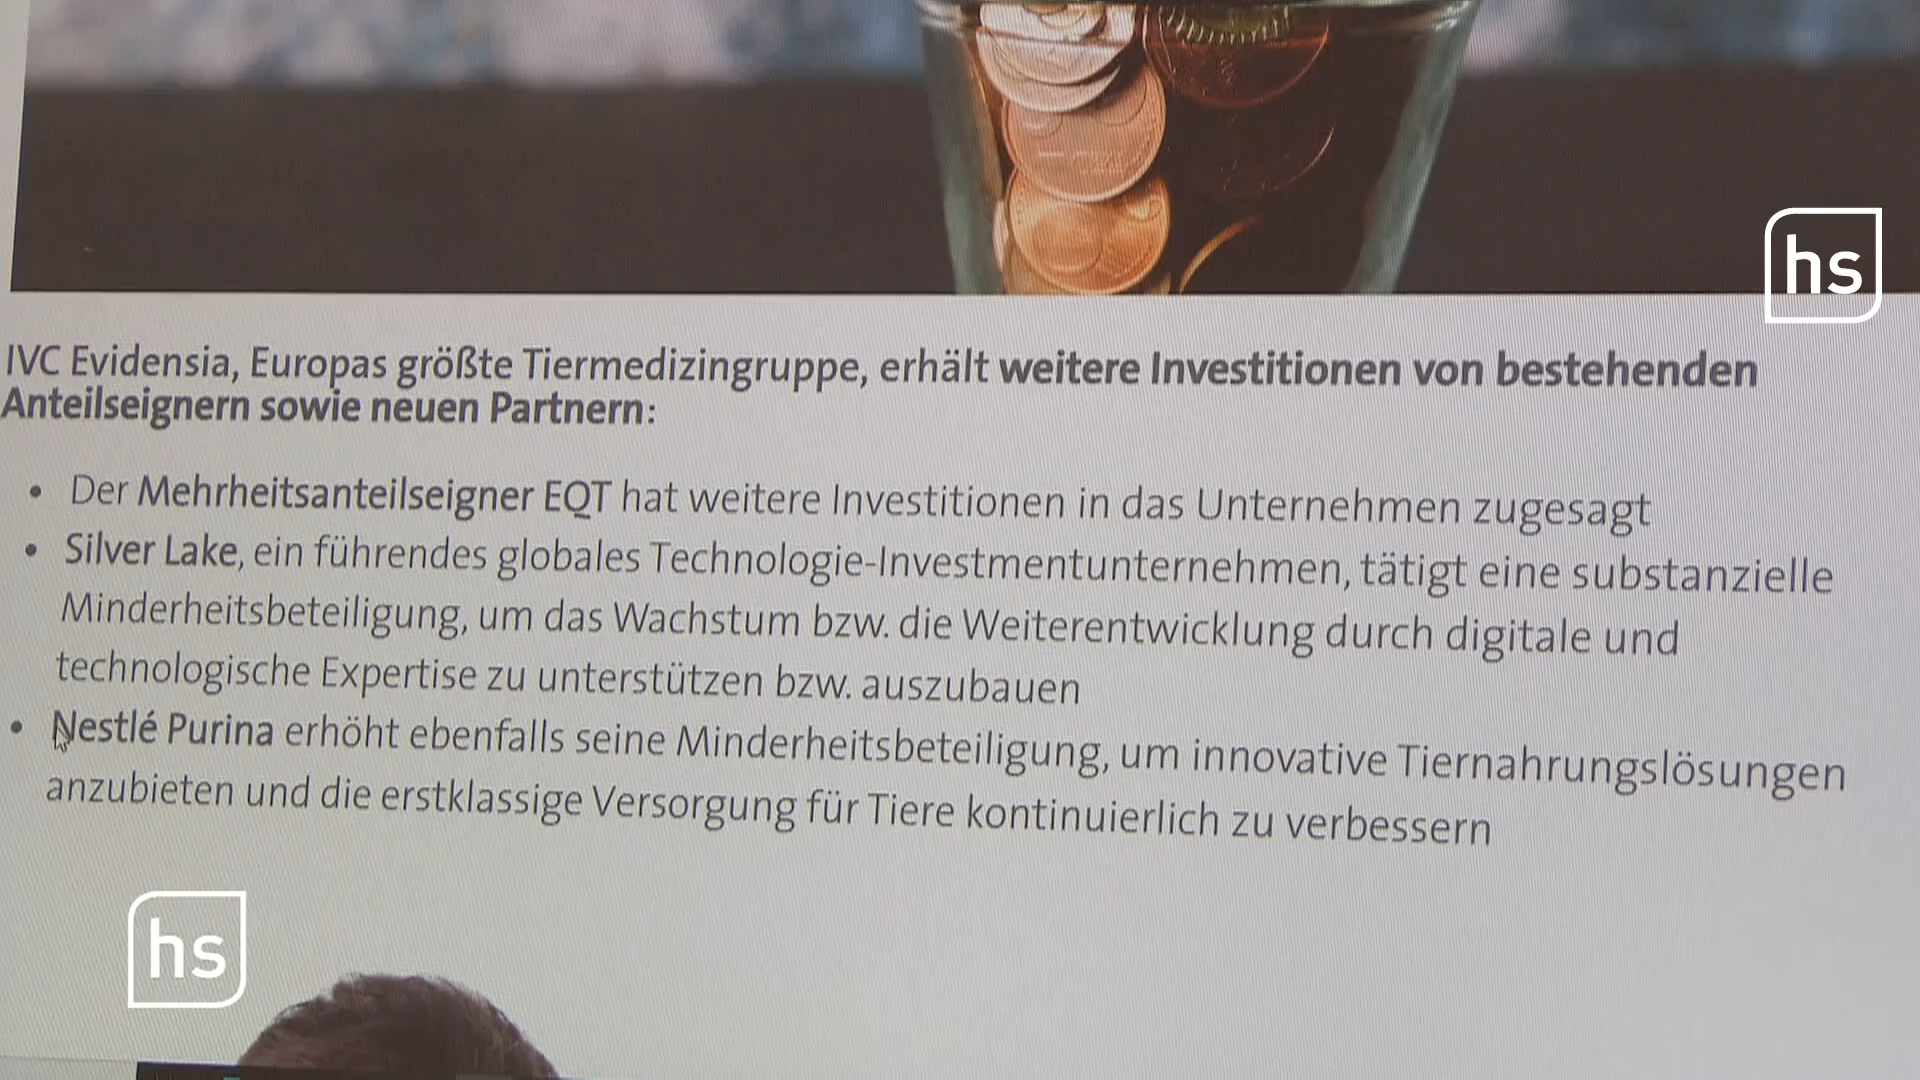 hs
IVC Evidensia, Europas größte Tiermedizingruppe, erhält weitere Investitionen von bestehenden
Anteilseignern sowie neuen Partnern:
• Der Mehrheitsanteilseigner EQT hat weitere Investitionen in das Unternehmen zugesagt
• Silver Lake, ein führendes globales Technologie-Investmentunternehmen, tätigt eine substanzielle
Minderheitsbeteiligung, um das Wachstum bzw. die Weiterentwicklung durch digitale und
technologische Expertise zu unterstützen bzw. auszubauen
• Nestlé Purina erhöht ebenfalls seine Minderheitsbeteiligung, um innovative Tiernahrungslösungen
anzubieten und die erstklassige Versorgung für Tiere kontinuierlich zu verbessern
hs